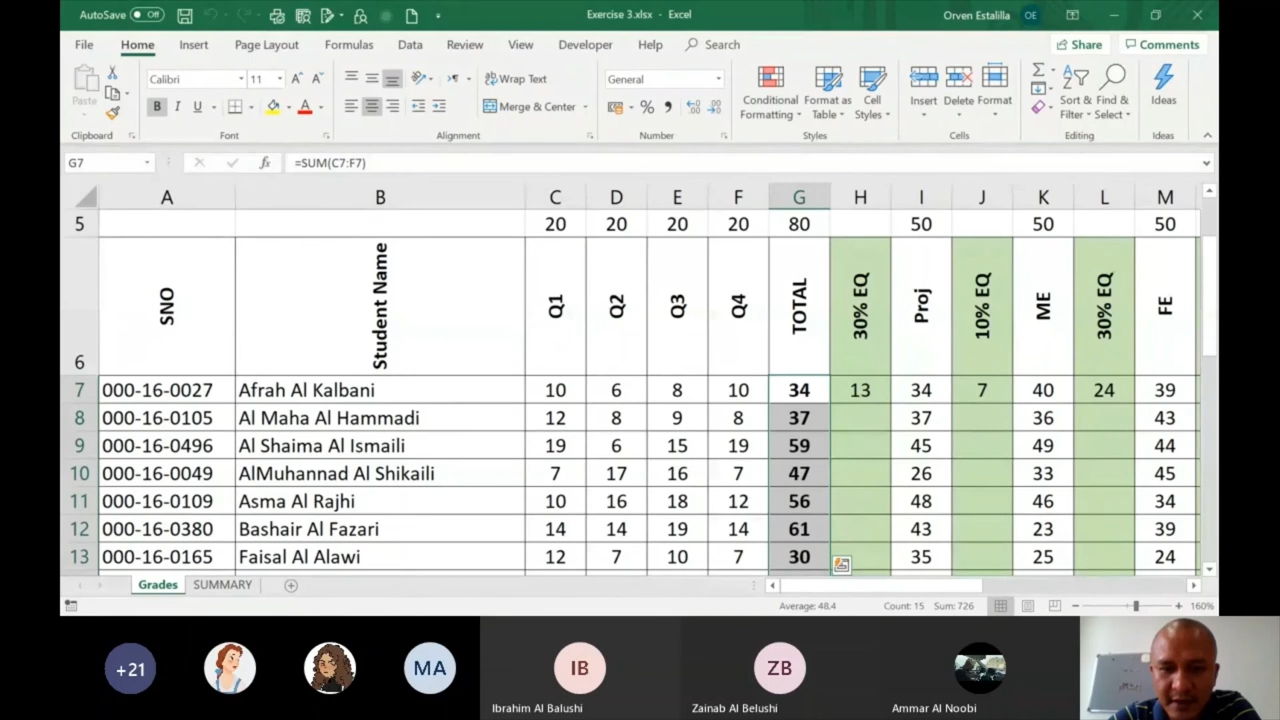 AutoSave Off Exercise 3.xlsx - Excel Orven Estalilla OE
File Home Insert Page Layout Formulas Data Review View Developer Help Search Share Comments
Paste Calibri 11 A A Wrap Text General Conditional Formatting Format as Table Cell Styles Insert Delete Format Sort & Filter Find & Select Ideas
B I U A Merge & Center %
Clipboard Font Alignment Number Styles Cells Editing Ideas
G7 fx =SUM(C7:F7)
A B C D E F G H I J K L M
5 20 20 20 20 80 50 50 50
6 SNO Student Name Q1 Q2 Q3 Q4 TOTAL 30% EQ Proj 10% EQ ME 30% EQ FE
7 000-16-0027 Afrah Al Kalbani 10 6 8 10 34 13 34 7 40 24 39
8 000-16-0105 Al Maha Al Hammadi 12 8 9 8 37 37 36 43
9 000-16-0496 Al Shaima Al Ismaili 19 6 15 19 59 45 49 44
10 000-16-0049 AlMuhannad Al Shikaili 7 17 16 7 47 26 33 45
11 000-16-0109 Asma Al Rajhi 10 16 18 12 56 48 46 34
12 000-16-0380 Bashair Al Fazari 14 14 19 14 61 43 23 39
13 000-16-0165 Faisal Al Alawi 12 7 10 7 30 35 25 24
Grades SUMMARY
Average: 48.4 Count: 15 Sum: 726 160%
+21 MA IB ZB
Ibrahim Al Balushi Zainab Al Belushi Ammar Al Noobi